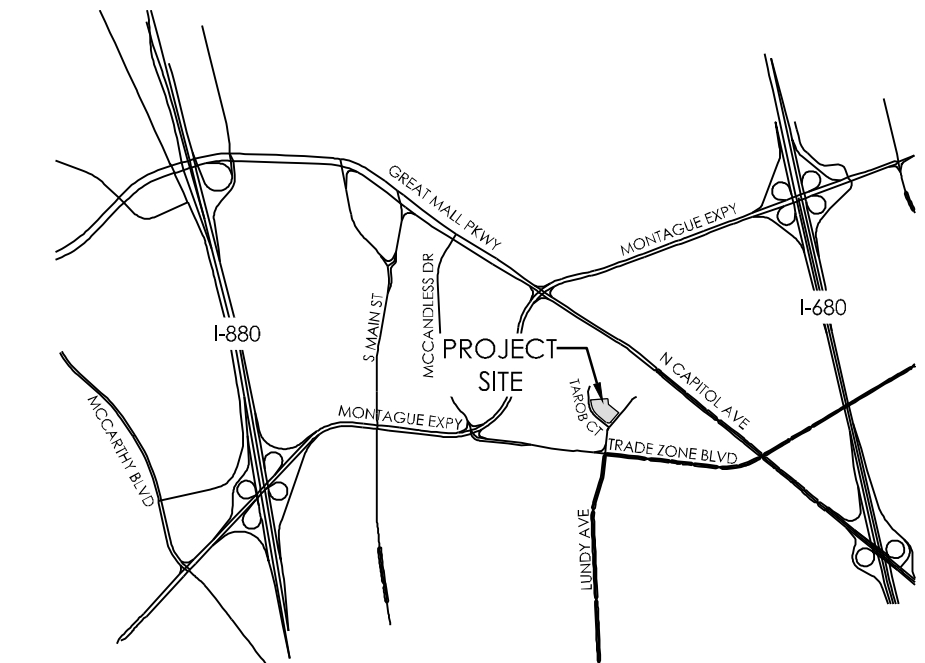 GREAT MALL PKWY
MONTAGUE EXPY
I-680
MCCANDLESS DR
S MAIN ST
I-880
PROJECT
SITE
N CAPITOL AVE
TAROB CT
MCCARTHY BLVD
MONTAGUE EXPY
TRADE ZONE BLVD
LUNDY AVE